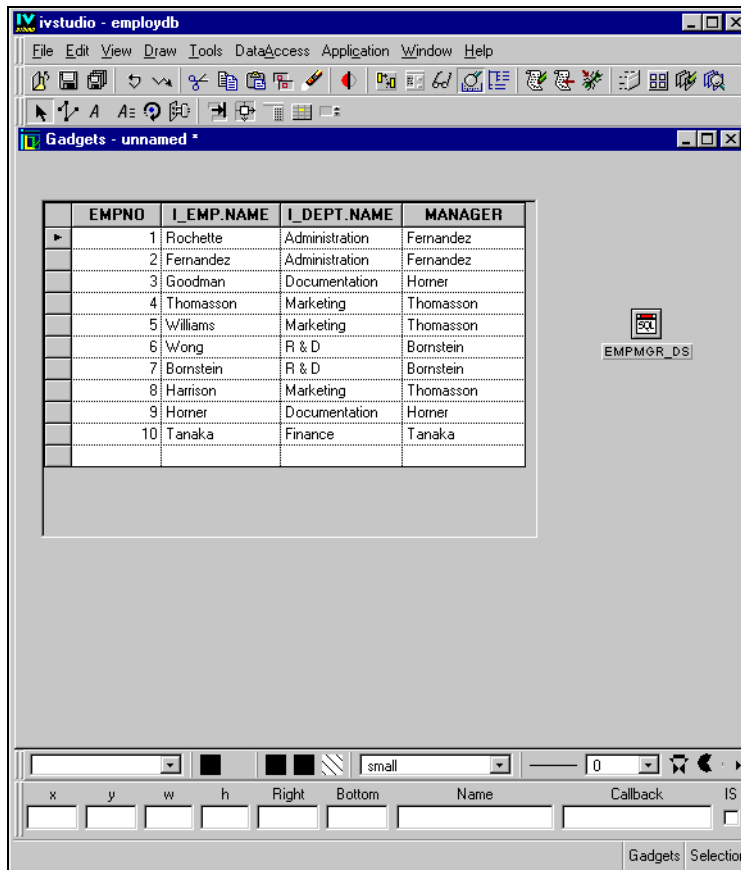 ivstudio - employdb
File Edit View Draw Tools DataAccess Application Window Help
A A
Gadgets - unnamed *
EMPNO I_EMP.NAME I_DEPT.NAME MANAGER
1 Rochette Administration Fernandez
2 Fernandez Administration Fernandez
3 Goodman Documentation Horner
4 Thomasson Marketing Thomasson
5 Williams Marketing Thomasson
6 Wong R & D Bornstein
7 Bornstein R & D Bornstein
8 Harrison Marketing Thomasson
9 Horner Documentation Horner
10 Tanaka Finance Tanaka
SQL
EMPMGR_DS
small 0
x y w h Right Bottom Name Callback IS
Gadgets Selection